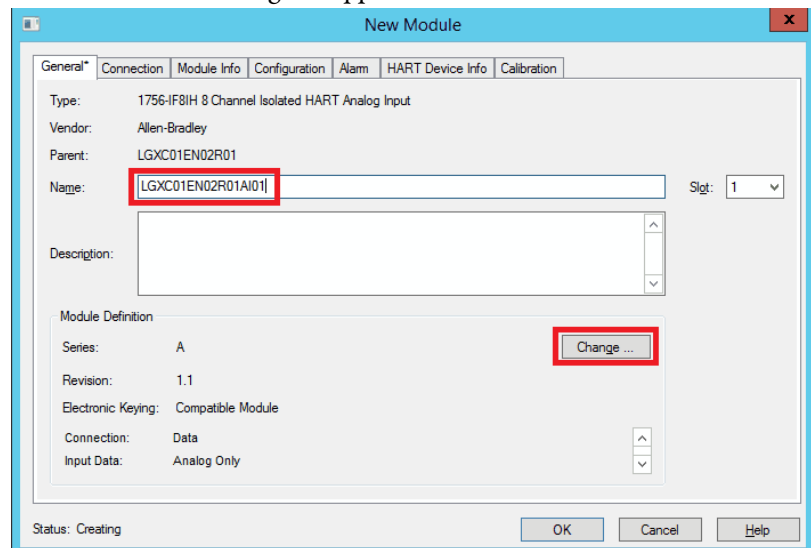 New Module
x
General* Connection Module Info Configuration Alarm HART Device Info Calibration
Type: 1756-IF8IH 8 Channel Isolated HART Analog Input
Vendor: Allen-Bradley
Parent: LGXC01EN02R01
Name: LGXC01EN02R01AI01 Slot: 1
Description:
Module Definition
Series: A Change ...
Revision: 1.1
Electronic Keying: Compatible Module
Connection: Data
Input Data: Analog Only
Status: Creating OK Cancel Help